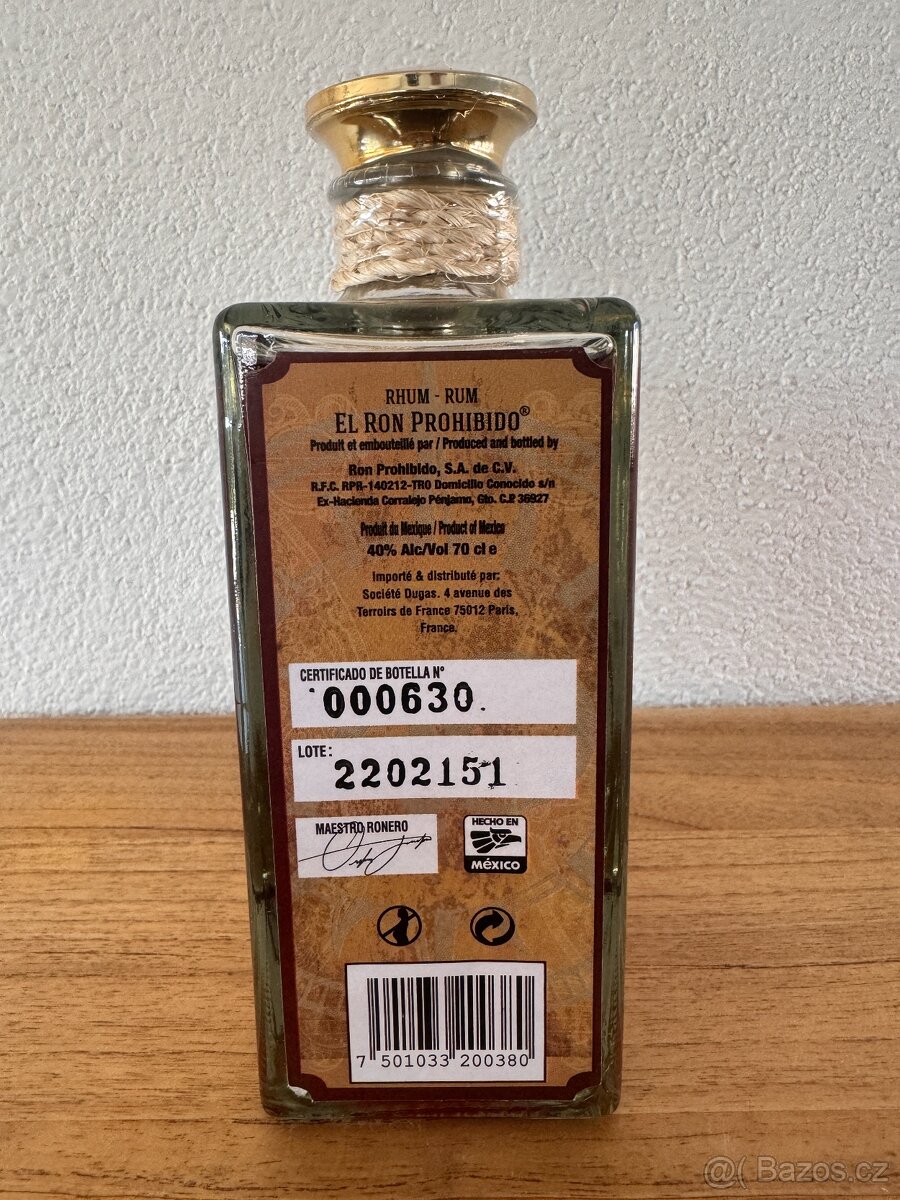 RHUM - RUM
EL RON PROHIBIDO®
Produit et embouteillé par / Produced and bottled by
Ron Prohibido, S.A. de C.V.
R.F.C. RPR-140212-TR0 Domicilio Conocido s/n
Ex-Hacienda Corralejo Pénjamo, Gto. C.P. 36927
Produit du Mexique / Product of Mexico
40% Alc/Vol 70 cl e
Importé & distribué par:
Société Dugas. 4 avenue des
Terroirs de France 75012 Paris,
France.
CERTIFICADO DE BOTELLA N°
000630.
LOTE:
2202151
MAESTRO RONERO
HECHO EN
MÉXICO
7 501033 200380
@( Bazos.cz